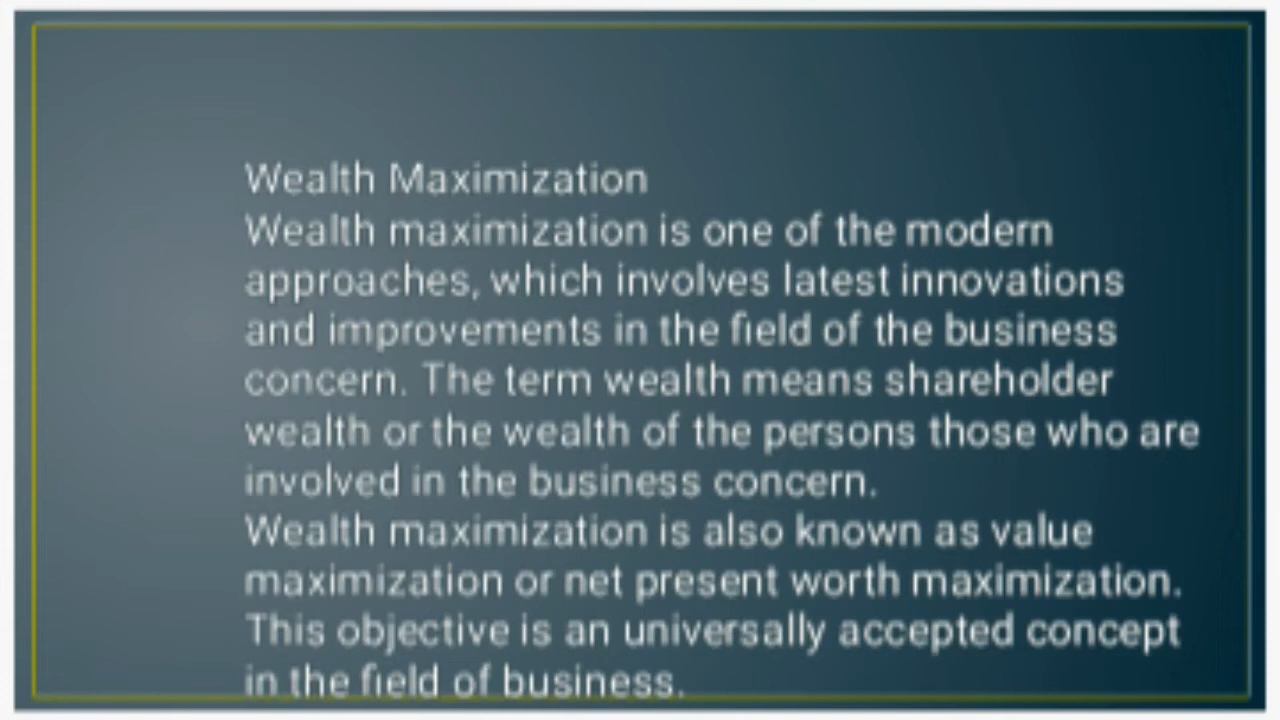 Wealth Maximization
Wealth maximization is one of the modern
approaches, which involves latest innovations
and improvements in the field of the business
concern. The term wealth means shareholder
wealth or the wealth of the persons those who are
involved in the business concern.
Wealth maximization is also known as value
maximization or net present worth maximization.
This objective is an universally accepted concept
in the field of business.